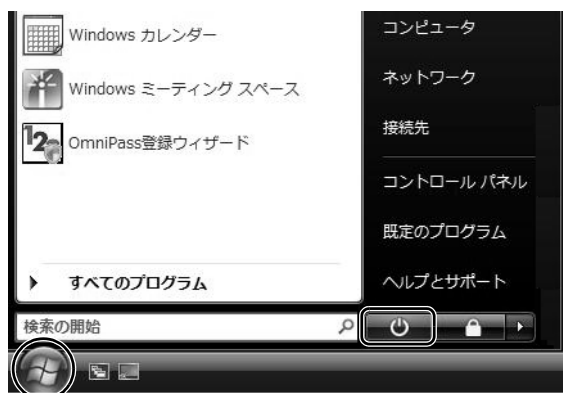 Windows カレンダー
Windows ミーティング スペース
OmniPass登録ウィザード
すべてのプログラム
検索の開始
コンピュータ
ネットワーク
接続先
コントロール パネル
既定のプログラム
ヘルプとサポート